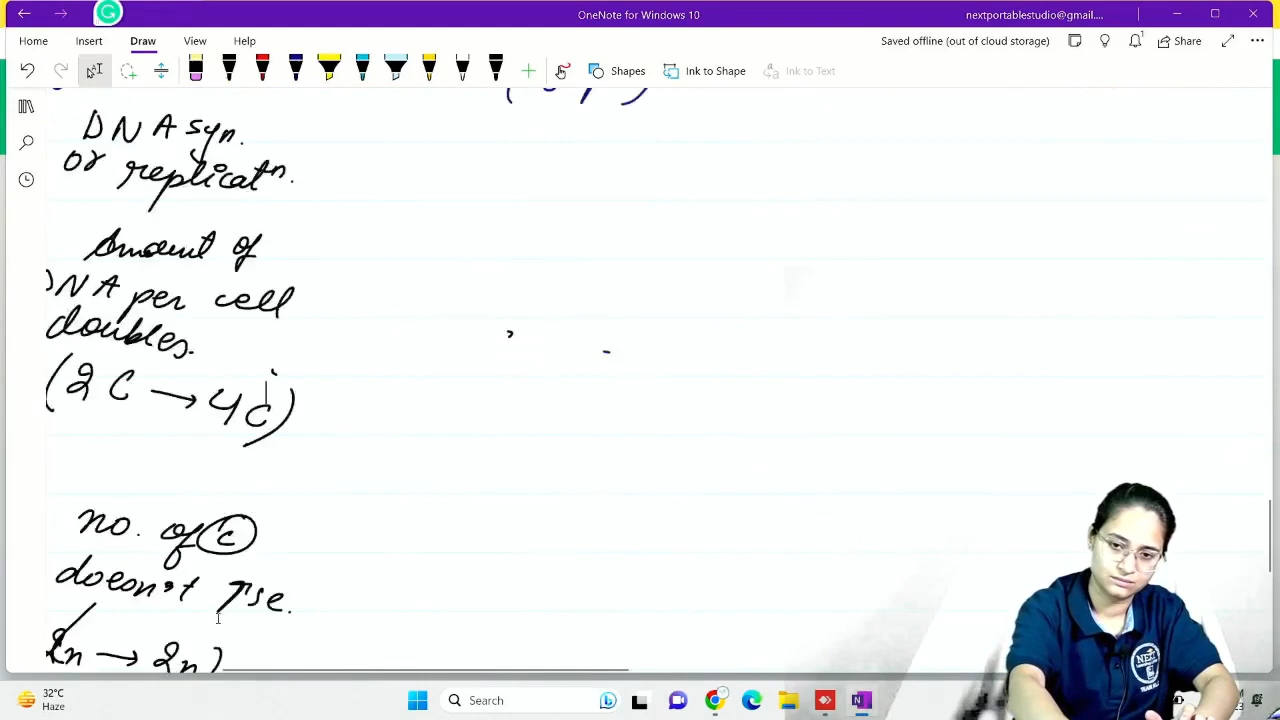 OneNote for Windows 10
nextportablestudio@gmail....
Home Insert Draw View Help
Saved offline (out of cloud storage)
1
Share
Shapes
Ink to Shape
Ink to Text
DNA syn.
or replicatⁿ.
Amount of
DNA per cell
doubles.
(2C → 4C)
no. of c
doesn't ↑se.
(2n → 2n)
NEXT
32°C
Haze
Search